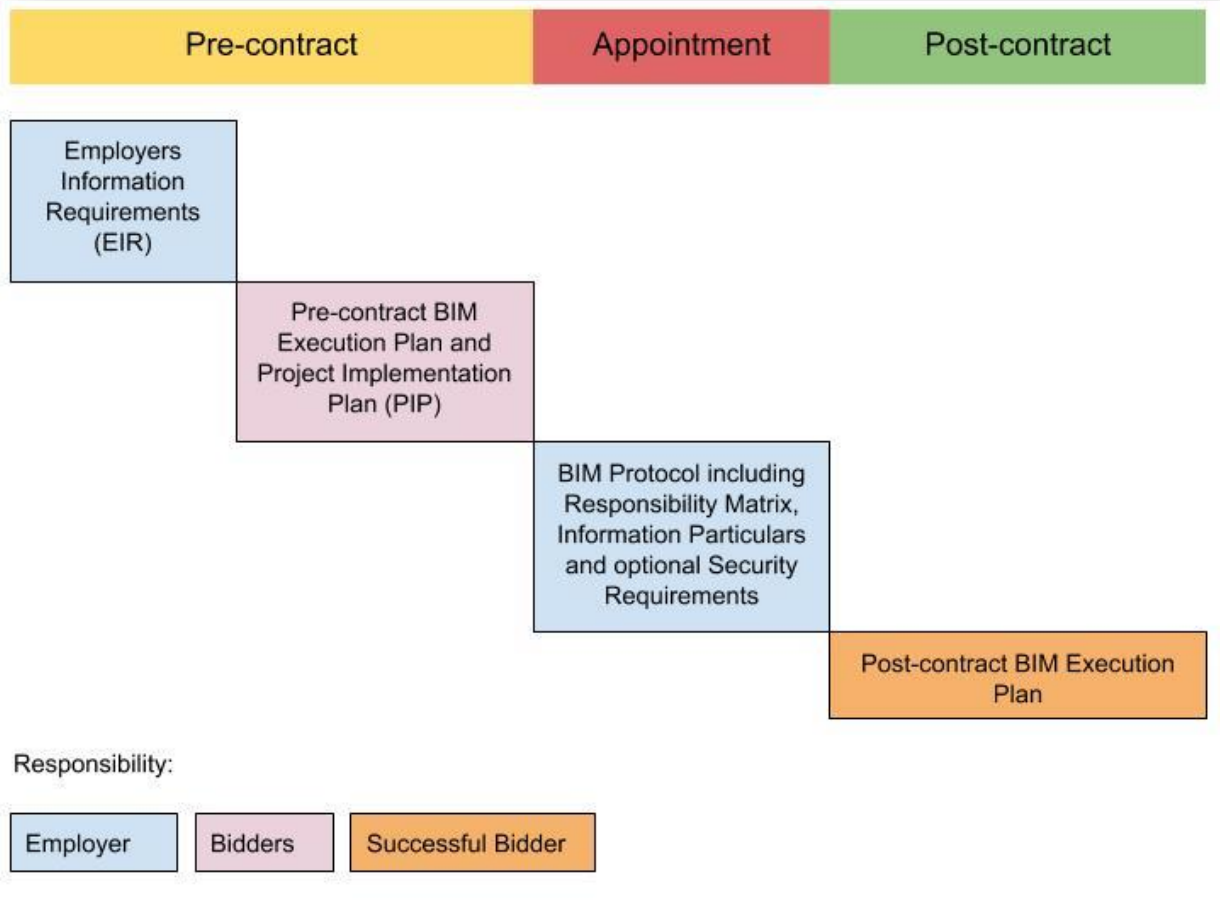 Pre-contract
Appointment
Post-contract
Employers
Information
Requirements
(EIR)
Pre-contract BIM
Execution Plan and
Project Implementation
Plan (PIP)
BIM Protocol including
Responsibility Matrix,
Information Particulars
and optional Security
Requirements
Post-contract BIM Execution
Plan
Responsibility:
Employer
Bidders
Successful Bidder